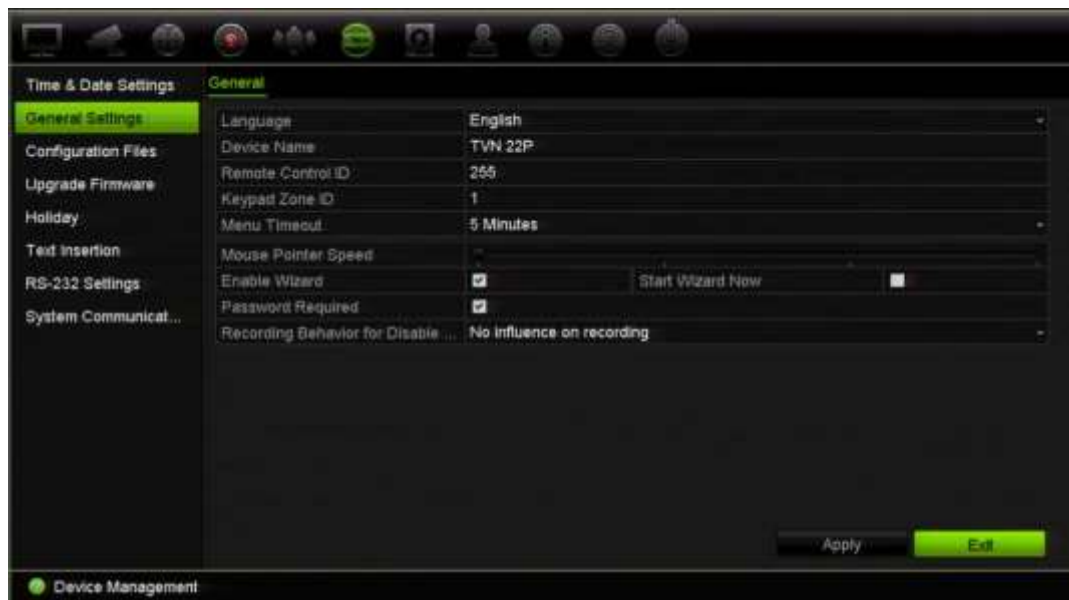 Time & Date Settings
General
General Settings
Language English
Configuration Files
Device Name TVN 22P
Upgrade Firmware
Remote Control ID 255
Keypad Zone ID 1
Holiday
Menu Timeout 5 Minutes
Text Insertion
Mouse Pointer Speed
RS-232 Settings
Enable Wizard Start Wizard Now
System Communicat...
Password Required
Recording Behavior for Disable ... No influence on recording
Apply Exit
Device Management